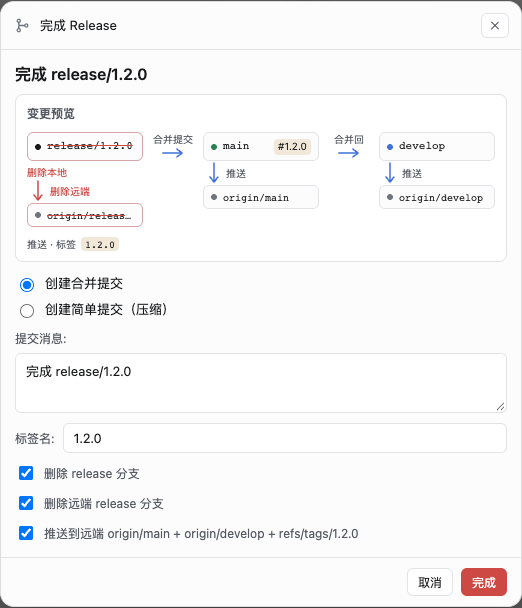 完成 Release
完成 release/1.2.0
变更预览
release/1.2.0 合并提交 main #1.2.0 合并回 develop
删除本地
删除远端 推送 推送
origin/releas… origin/main origin/develop
推送 · 标签 1.2.0
创建合并提交
创建简单提交（压缩）
提交消息:
完成 release/1.2.0
标签名: 1.2.0
删除 release 分支
删除远端 release 分支
推送到远端 origin/main + origin/develop + refs/tags/1.2.0
取消 完成